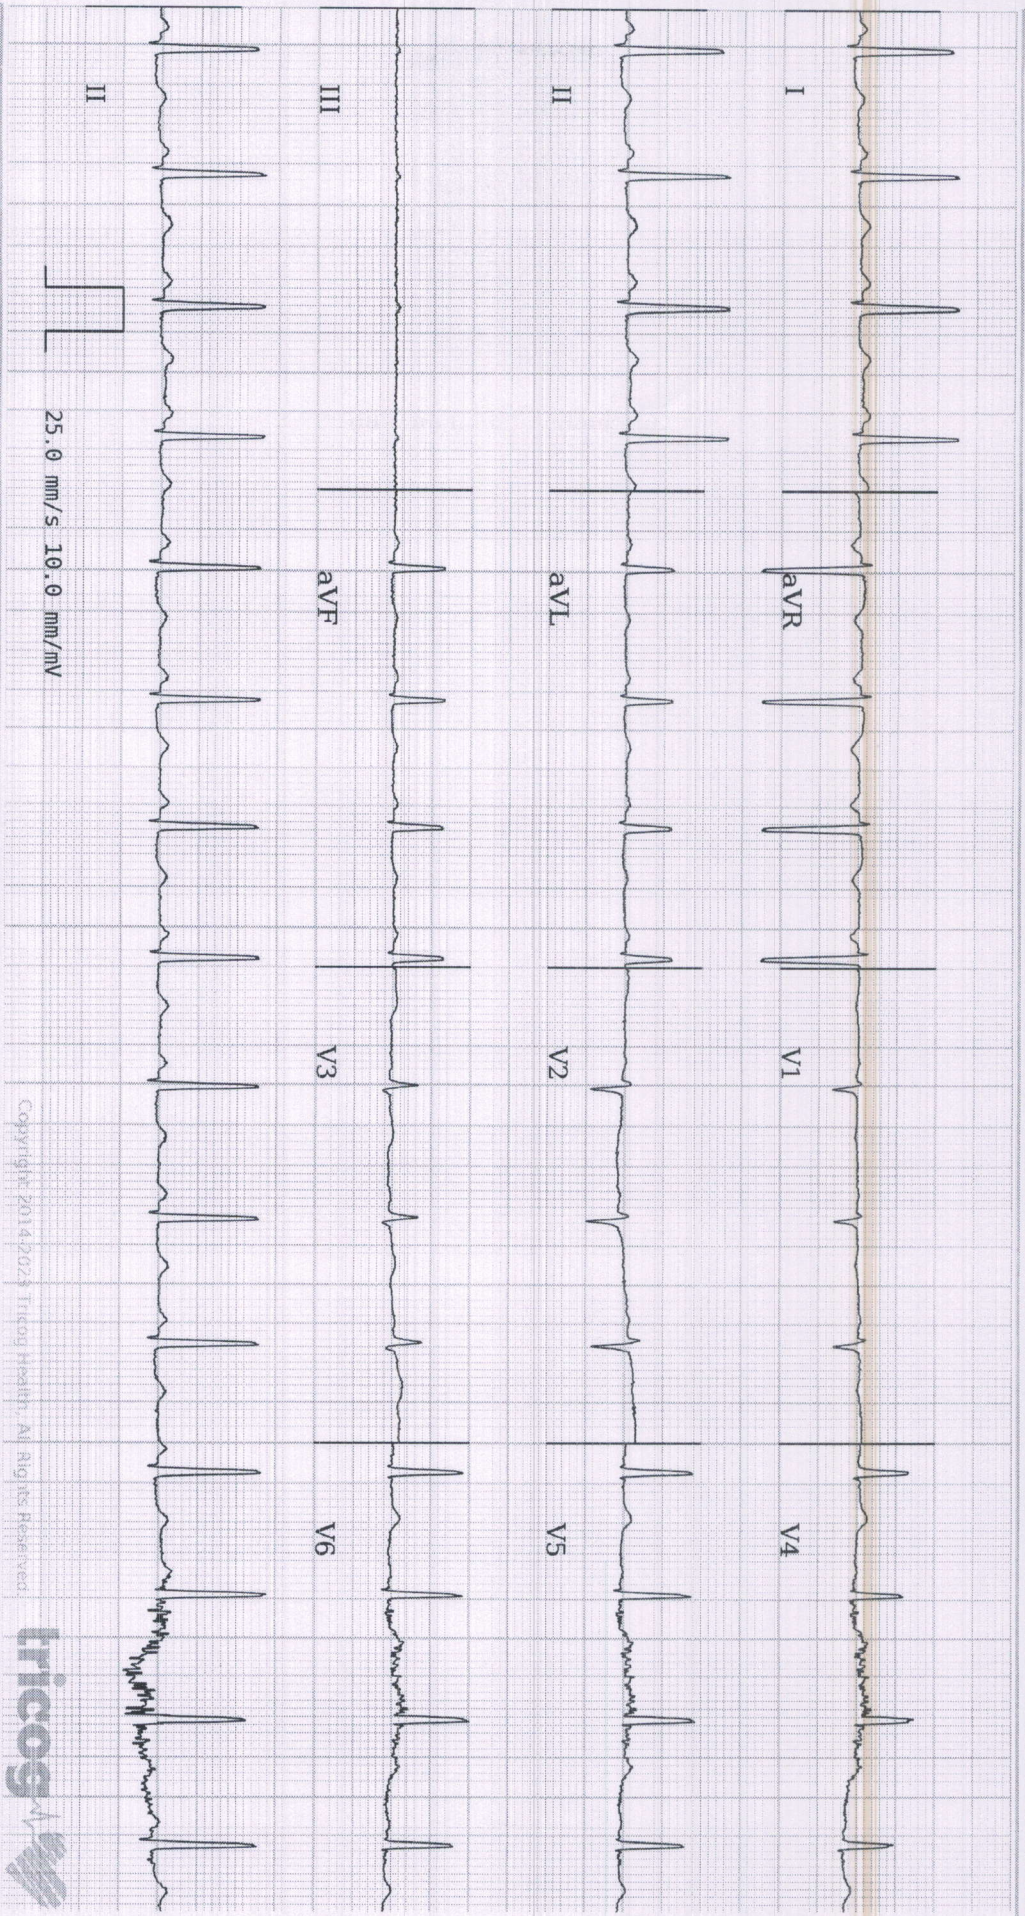 I
aVR
V1
V4
II
aVL
V2
V5
III
aVF
V3
V6
II
25.0 mm/s 10.0 mm/mV
Copyright 2014-2023 Tricog Health. All Rights Reserved.
tricog